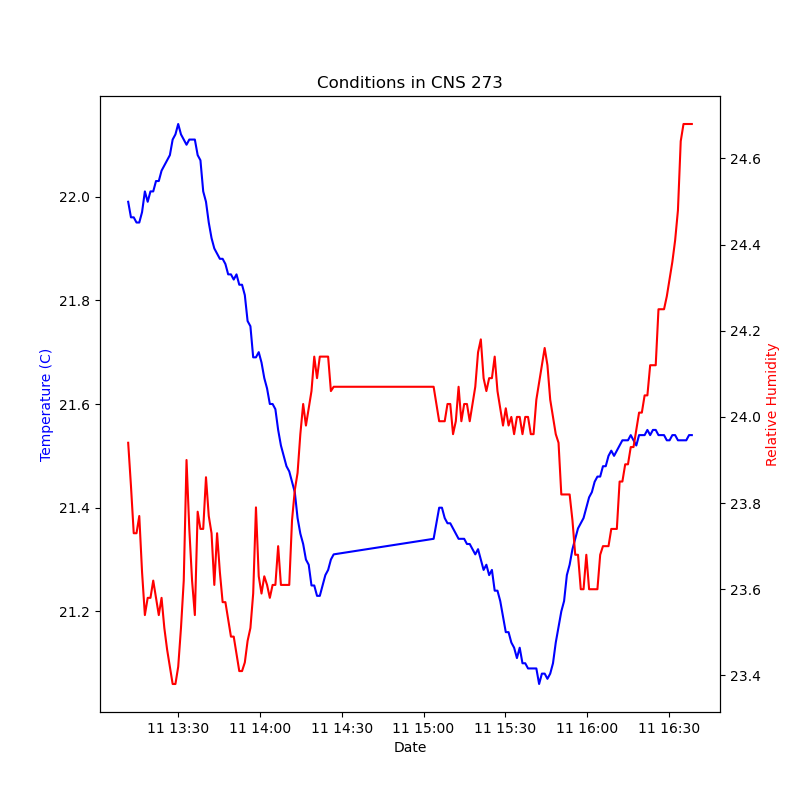 Conditions in CNS 273
22.0
21.8
21.6
21.4
21.2
Temperature (C)
24.6
24.4
24.2
24.0
23.8
23.6
23.4
Relative Humidity
11 13:30 11 14:00 11 14:30 11 15:00 11 15:30 11 16:00 11 16:30
Date